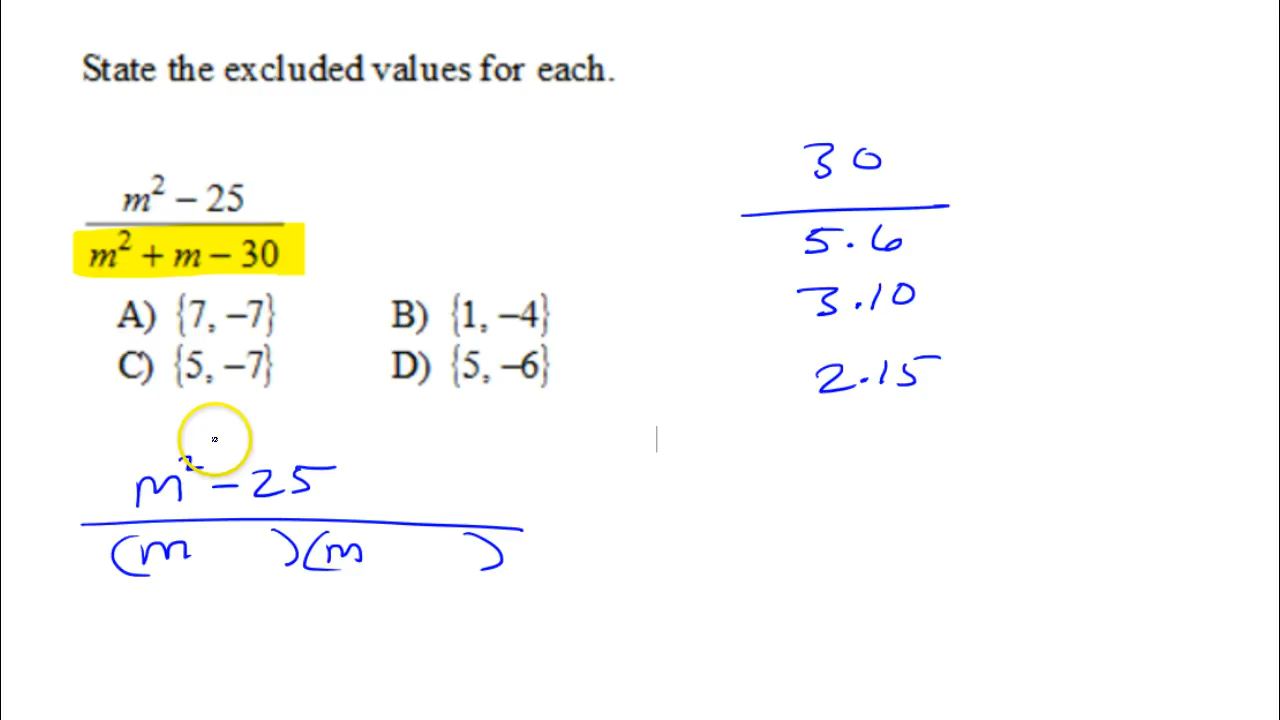 State the excluded values for each.
m² – 25
m² + m – 30
A) {7, –7} B) {1, –4}
C) {5, –7} D) {5, –6}
30
5.6
3.10
2.15
m² – 25
(m )(m )